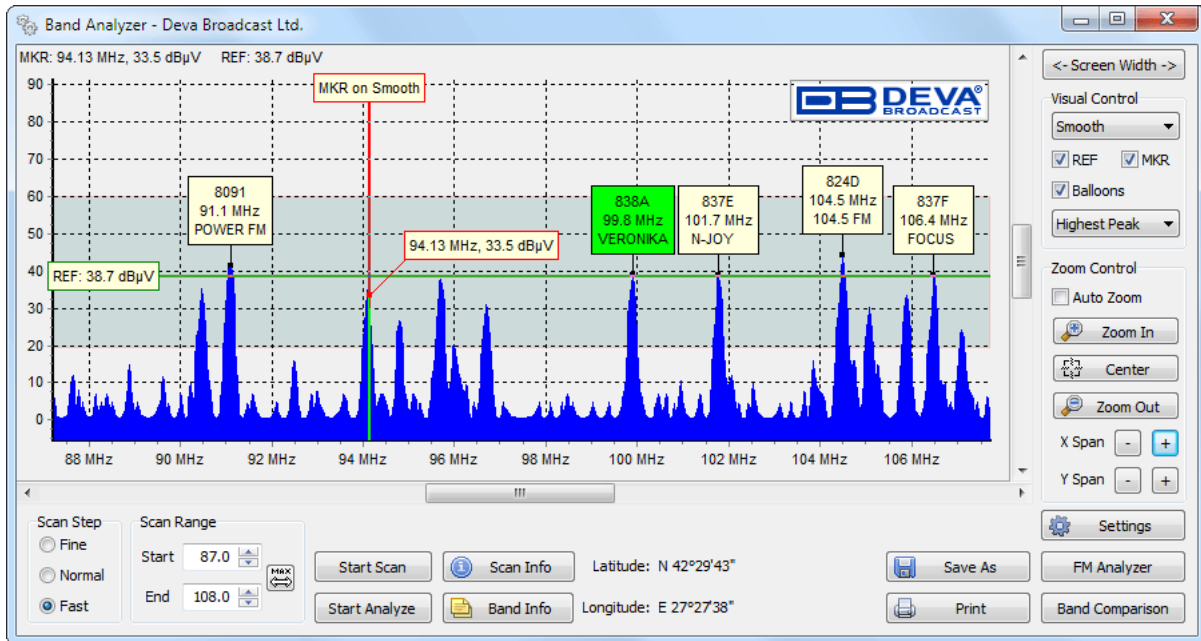 Band Analyzer - Deva Broadcast Ltd.
MKR: 94.13 MHz, 33.5 dBµV REF: 38.7 dBµV
MKR on Smooth
DB DEVA®
BROADCAST
90
80
70
60
50
40
30
20
10
0
8091
91.1 MHz
POWER FM
838A
99.8 MHz
VERONIKA
837E
101.7 MHz
N-JOY
824D
104.5 MHz
104.5 FM
837F
106.4 MHz
FOCUS
94.13 MHz, 33.5 dBµV
REF: 38.7 dBµV
88 MHz 90 MHz 92 MHz 94 MHz 96 MHz 98 MHz 100 MHz 102 MHz 104 MHz 106 MHz
<- Screen Width ->
Visual Control
Smooth
REF MKR
Balloons
Highest Peak
Zoom Control
Auto Zoom
Zoom In
Center
Zoom Out
X Span - +
Y Span - +
Scan Step
Fine
Normal
Fast
Scan Range
Start 87.0
End 108.0
MAX
Start Scan
Scan Info
Latitude: N 42°29'43"
Start Analyze
Band Info
Longitude: E 27°27'38"
Save As
Print
Settings
FM Analyzer
Band Comparison